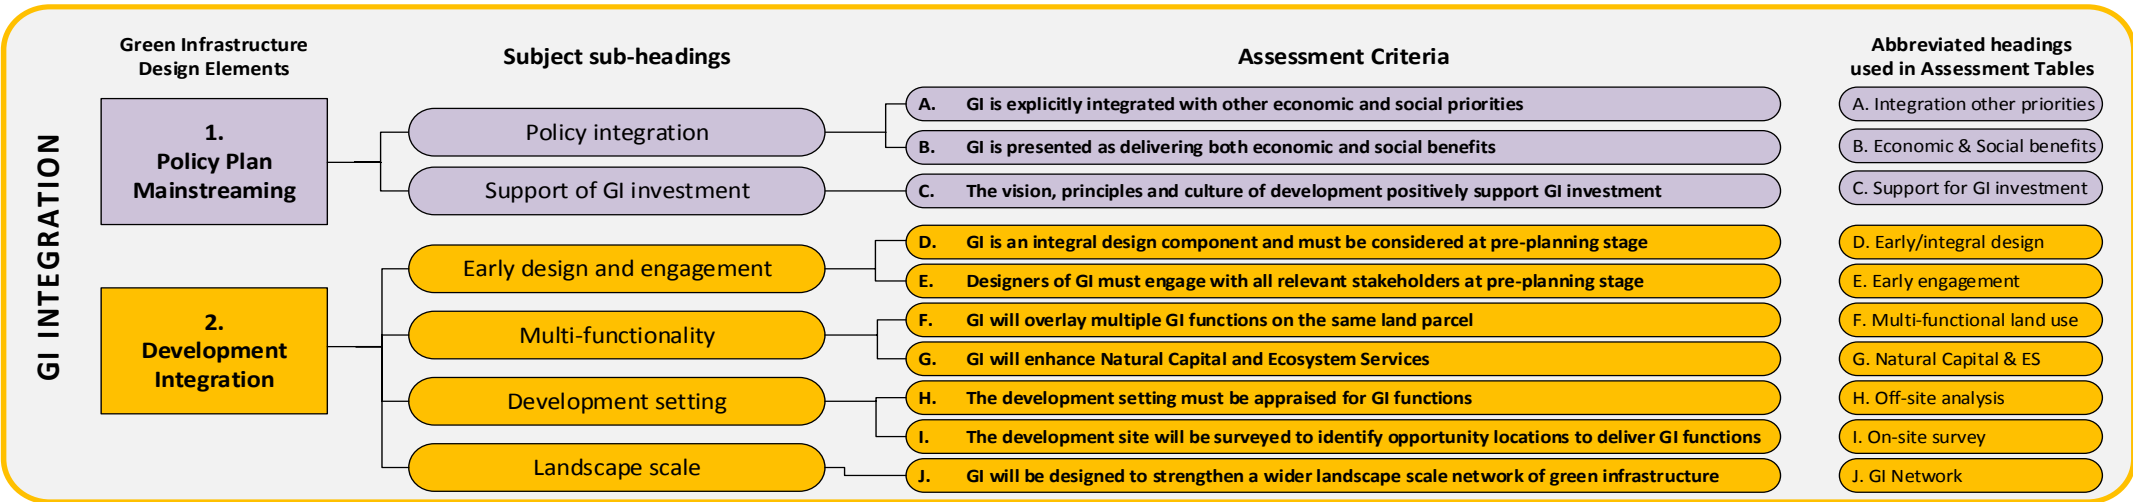 GI INTEGRATION
Green Infrastructure
Design Elements
Subject sub-headings
Assessment Criteria
Abbreviated headings
used in Assessment Tables
1.
Policy Plan
Mainstreaming
Policy integration
Support of GI investment
A. GI is explicitly integrated with other economic and social priorities
B. GI is presented as delivering both economic and social benefits
C. The vision, principles and culture of development positively support GI investment
A. Integration other priorities
B. Economic & Social benefits
C. Support for GI investment
2.
Development
Integration
Early design and engagement
Multi-functionality
Development setting
Landscape scale
D. GI is an integral design component and must be considered at pre-planning stage
E. Designers of GI must engage with all relevant stakeholders at pre-planning stage
F. GI will overlay multiple GI functions on the same land parcel
G. GI will enhance Natural Capital and Ecosystem Services
H. The development setting must be appraised for GI functions
I. The development site will be surveyed to identify opportunity locations to deliver GI functions
J. GI will be designed to strengthen a wider landscape scale network of green infrastructure
D. Early/integral design
E. Early engagement
F. Multi-functional land use
G. Natural Capital & ES
H. Off-site analysis
I. On-site survey
J. GI Network